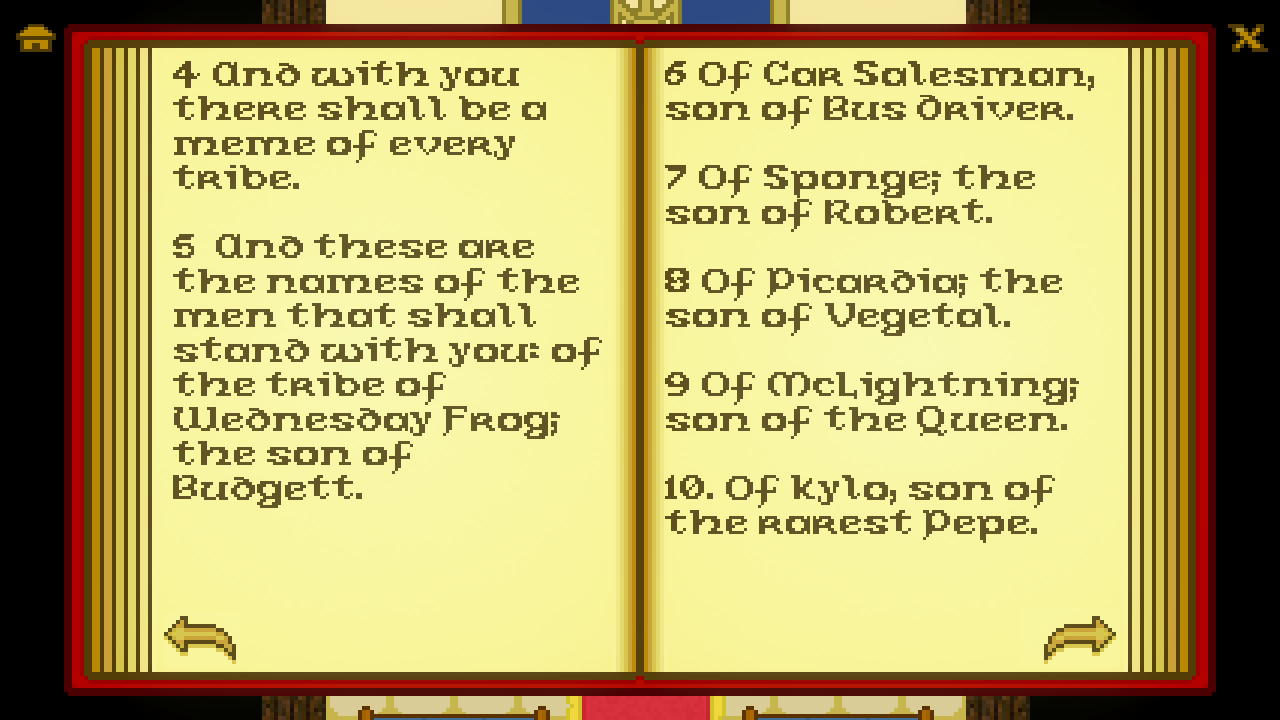 4 And with you
there shall be a
meme of every
tribe.
5 And these are
the names of the
men that shall
stand with you: of
the tribe of
Wednesday Frog;
the son of
Budgett.
6 Of Car Salesman,
son of Bus Driver.
7 Of Sponge; the
son of Robert.
8 Of Picardia; the
son of Vegetal.
9 Of McLightning;
son of the Queen.
10. Of kylo, son of
the rarest Pepe.